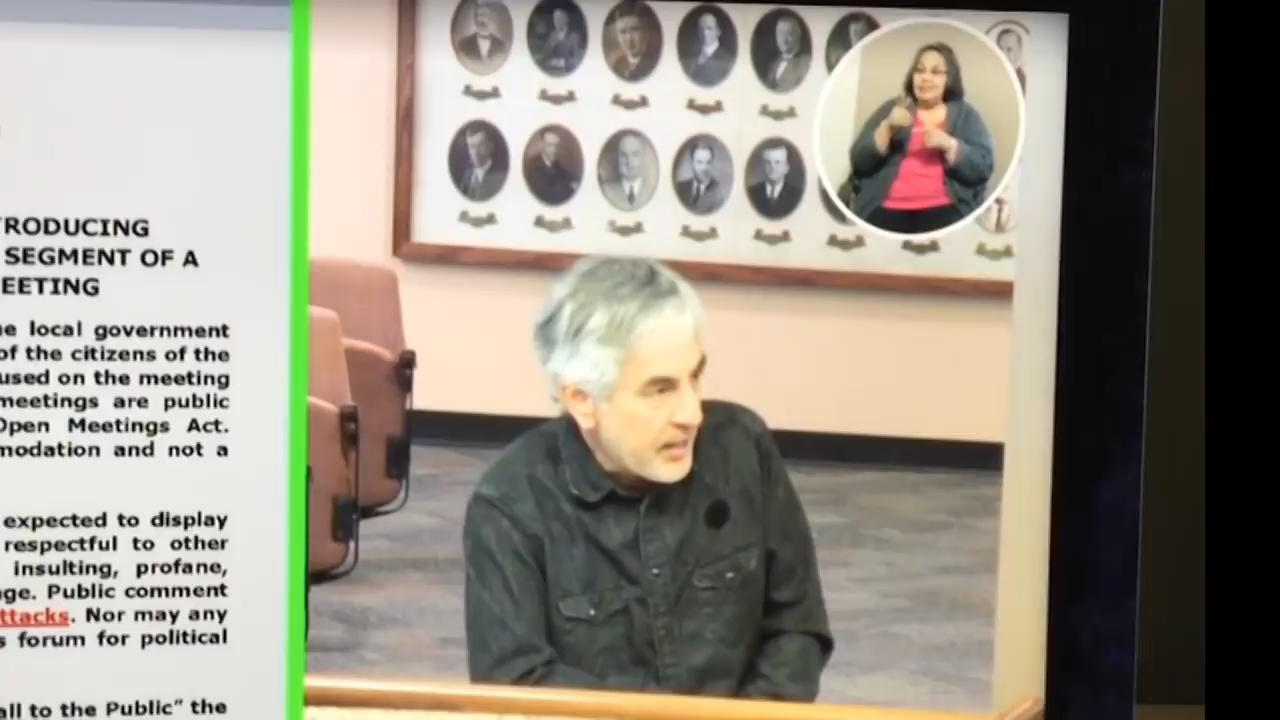 TRODUCING
SEGMENT OF A
EETING
local government
of the citizens of the
used on the meeting
meetings are public
Open Meetings Act.
modation and not a
expected to display
respectful to other
insulting, profane,
ge. Public comment
ttacks. Nor may any
forum for political
all to the Public” the